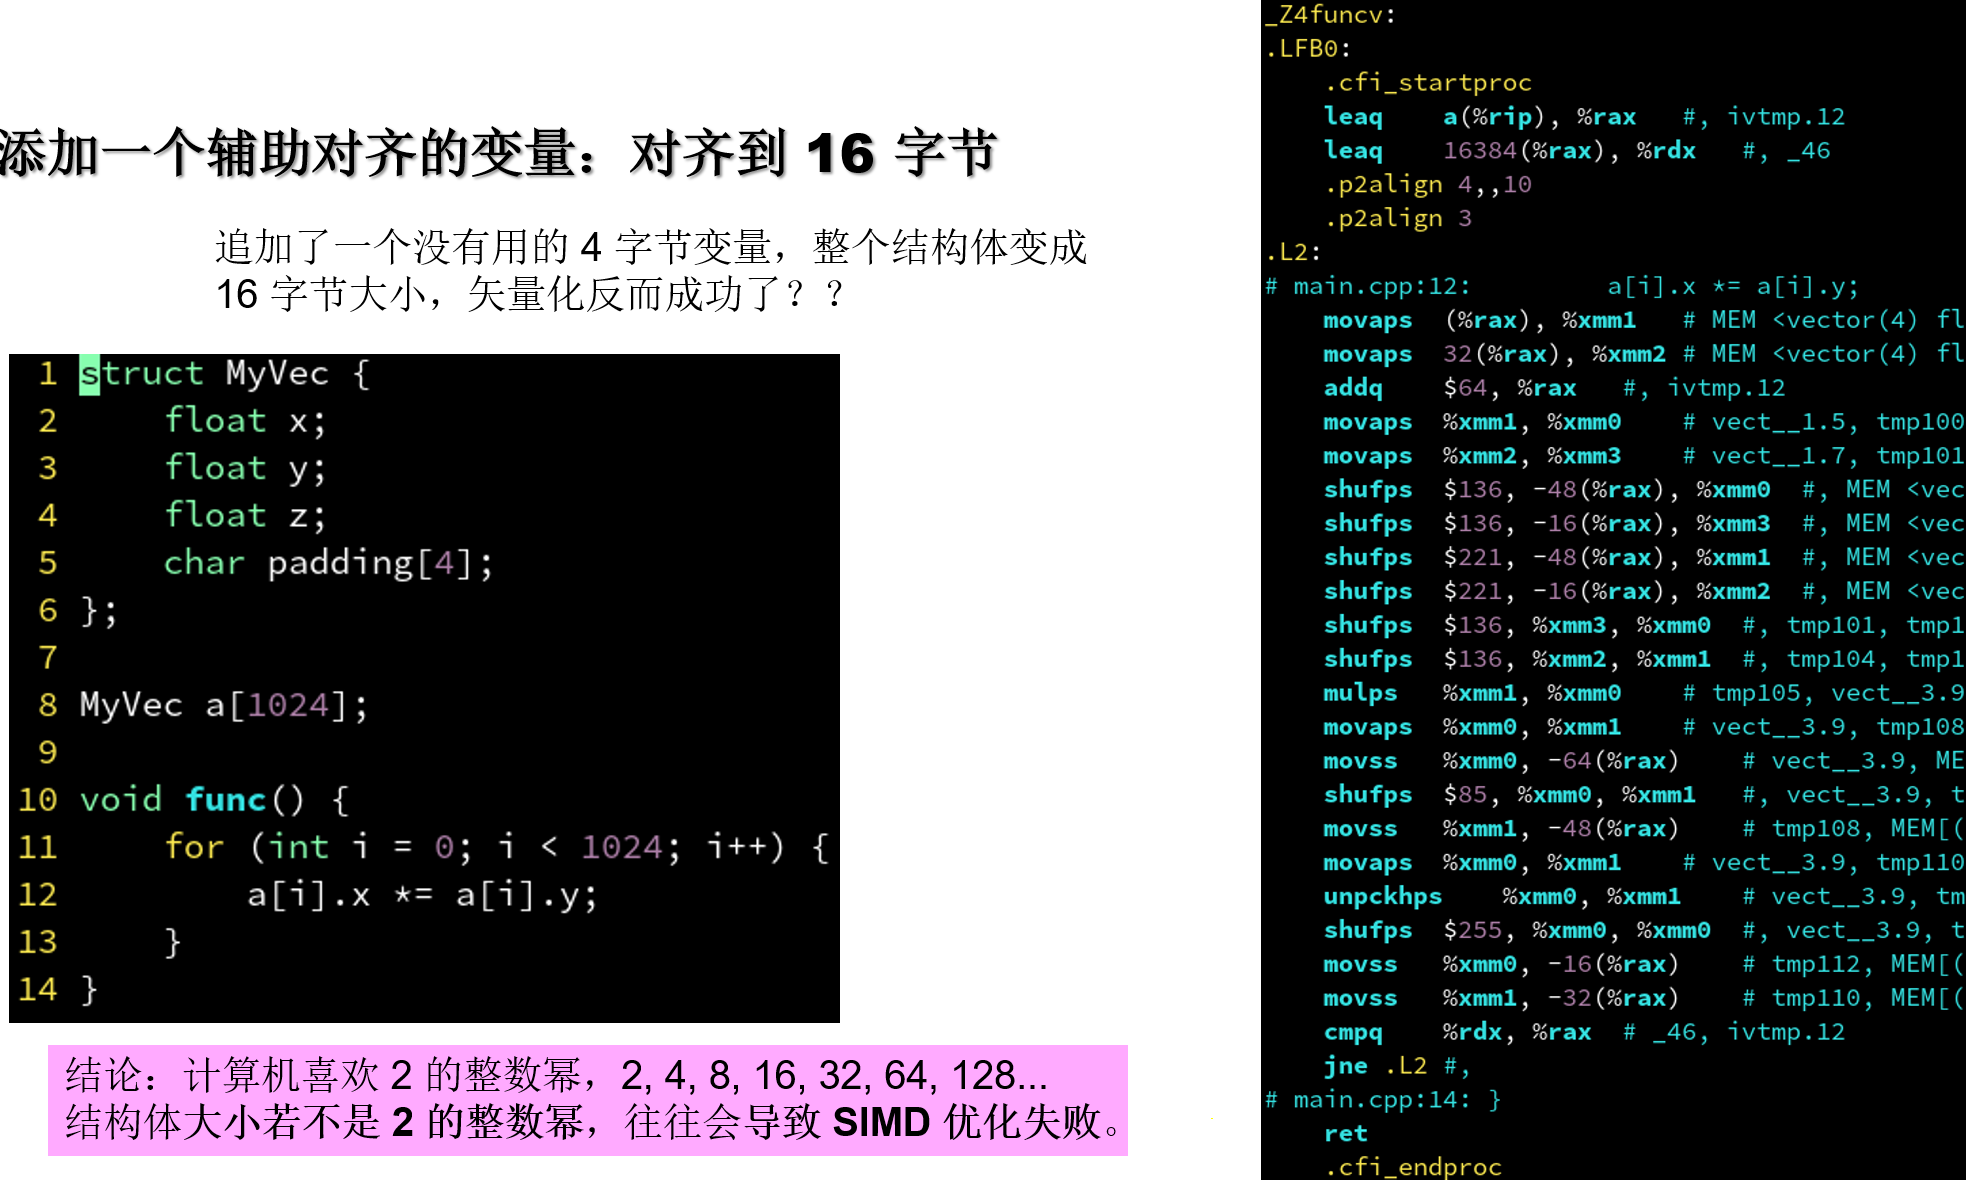 添加一个辅助对齐的变量：对齐到 16 字节
追加了一个没有用的 4 字节变量，整个结构体变成
16 字节大小，矢量化反而成功了？？
1 struct MyVec {
2     float x;
3     float y;
4     float z;
5     char padding[4];
6 };
7
8 MyVec a[1024];
9
10 void func() {
11     for (int i = 0; i < 1024; i++) {
12         a[i].x *= a[i].y;
13     }
14 }
结论：计算机喜欢 2 的整数幂，2, 4, 8, 16, 32, 64, 128...
结构体大小若不是 2 的整数幂，往往会导致 SIMD 优化失败。
_Z4funcv:
.LFB0:
    .cfi_startproc
    leaq    a(%rip), %rax   #, ivtmp.12
    leaq    16384(%rax), %rdx   #, _46
    .p2align 4,,10
    .p2align 3
.L2:
# main.cpp:12:         a[i].x *= a[i].y;
    movaps  (%rax), %xmm1   # MEM <vector(4) fl
    movaps  32(%rax), %xmm2 # MEM <vector(4) fl
    addq    $64, %rax   #, ivtmp.12
    movaps  %xmm1, %xmm0    # vect__1.5, tmp100
    movaps  %xmm2, %xmm3    # vect__1.7, tmp101
    shufps  $136, -48(%rax), %xmm0  #, MEM <vec
    shufps  $136, -16(%rax), %xmm3  #, MEM <vec
    shufps  $221, -48(%rax), %xmm1  #, MEM <vec
    shufps  $221, -16(%rax), %xmm2  #, MEM <vec
    shufps  $136, %xmm3, %xmm0  #, tmp101, tmp1
    shufps  $136, %xmm2, %xmm1  #, tmp104, tmp1
    mulps   %xmm1, %xmm0    # tmp105, vect__3.9
    movaps  %xmm0, %xmm1    # vect__3.9, tmp108
    movss   %xmm0, -64(%rax)    # vect__3.9, ME
    shufps  $85, %xmm0, %xmm1   #, vect__3.9, t
    movss   %xmm1, -48(%rax)    # tmp108, MEM[(
    movaps  %xmm0, %xmm1    # vect__3.9, tmp110
    unpckhps    %xmm0, %xmm1    # vect__3.9, tm
    shufps  $255, %xmm0, %xmm0  #, vect__3.9, t
    movss   %xmm0, -16(%rax)    # tmp112, MEM[(
    movss   %xmm1, -32(%rax)    # tmp110, MEM[(
    cmpq    %rdx, %rax  # _46, ivtmp.12
    jne .L2 #,
# main.cpp:14: }
    ret
    .cfi_endproc